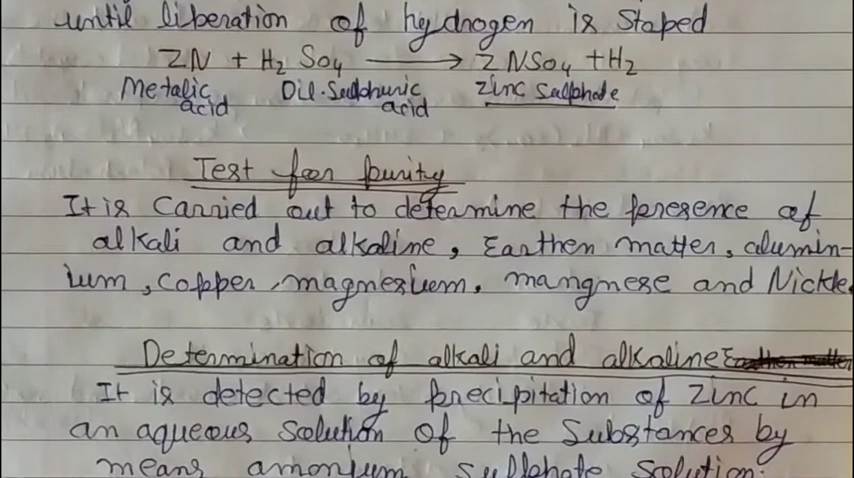 until liberation of hydrogen is staped
ZN + H2 So4 → ZNSO4 + H2
Metalic acid Dil. Sulphuric acid Zinc Sulphate
Test for purity
It is Carried out to determine the presence of
alkali and alkaline, Earthen matter, alumin-
ium, copper, magnesium, mangnese and Nickle.
Determination of alkali and alkaline
It is detected by precipitation of Zinc in
an aqueous solution of the Substances by
means amonium sulphate solution.